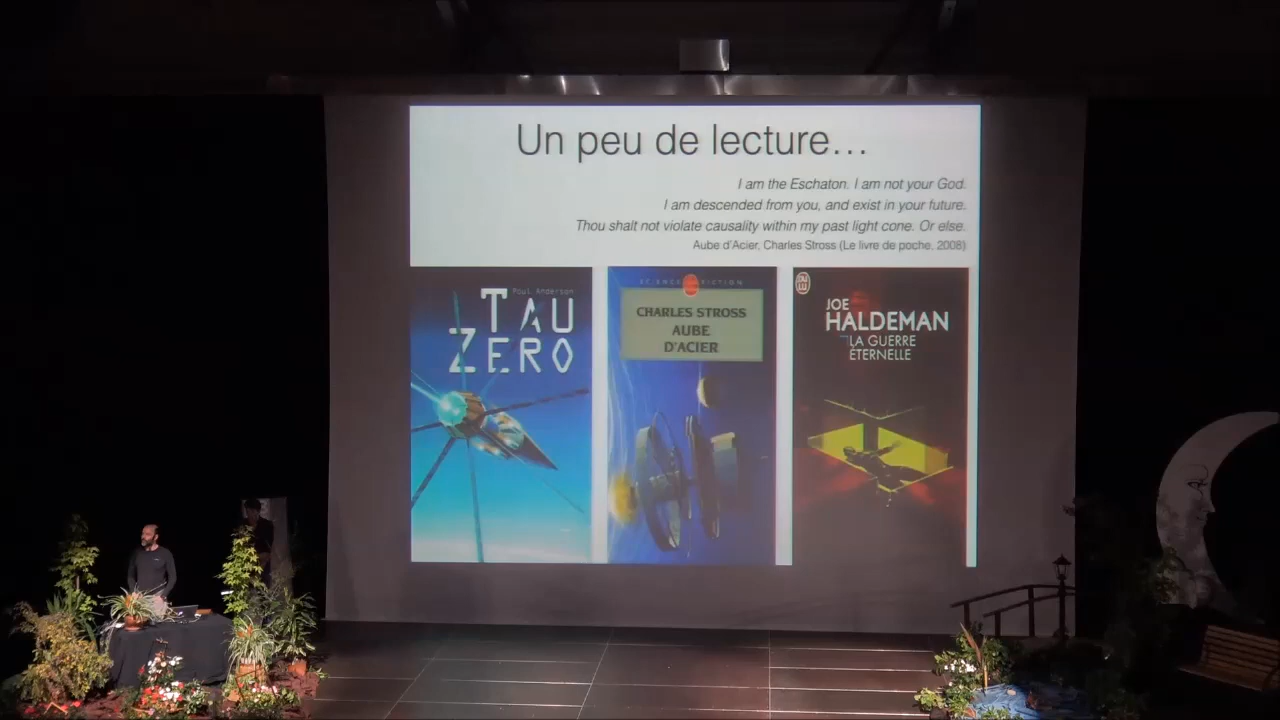 Un peu de lecture...
I am the Eschaton. I am not your God.
I am descended from you, and exist in your future.
Thou shalt not violate causality within my past light cone. Or else.
Aube d'Acier, Charles Stross (Le livre de poche, 2008)
Poul Anderson
TAU
ZERO
SCIENCE FICTION
CHARLES STROSS
AUBE
D'ACIER
JOE
HALDEMAN
LA GUERRE
ÉTERNELLE